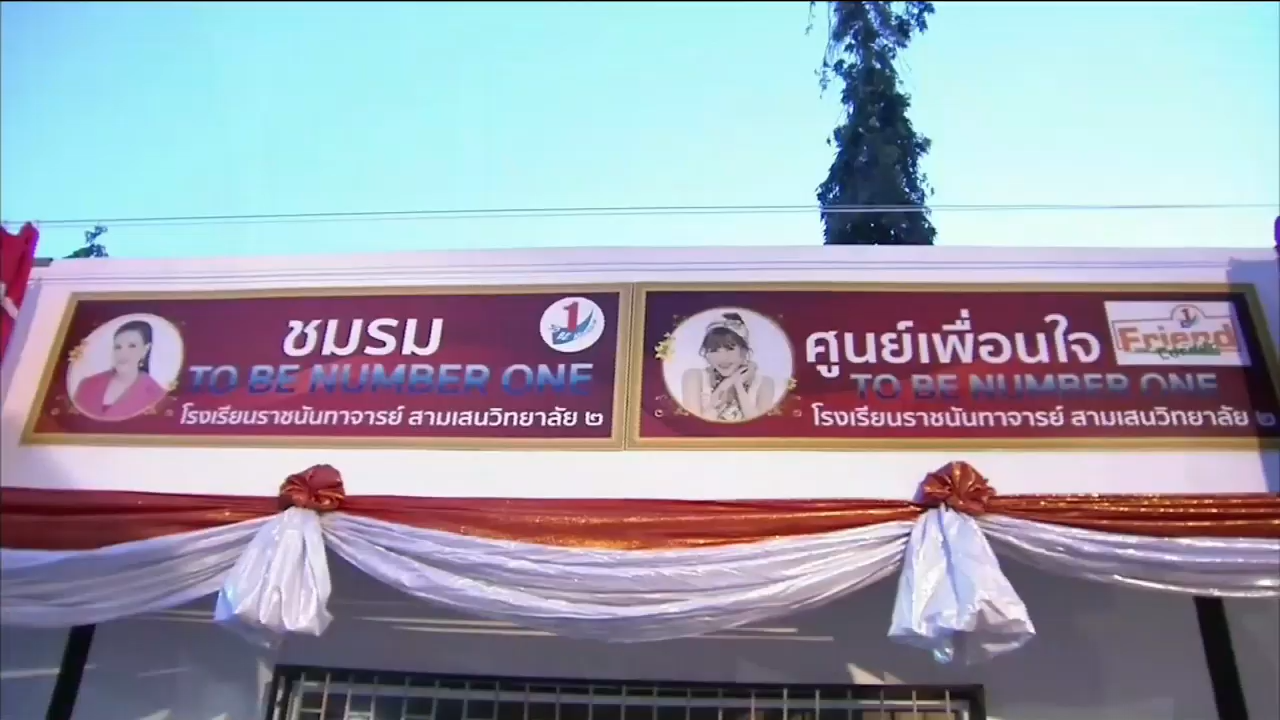 ชมรม
TO BE NUMBER ONE
โรงเรียนราชนันทาจารย์ สามเสนวิทยาลัย ๒
1
ศูนย์เพื่อนใจ
TO BE NUMBER ONE
โรงเรียนราชนันทาจารย์ สามเสนวิทยาลัย ๒
1
Friend
Corner